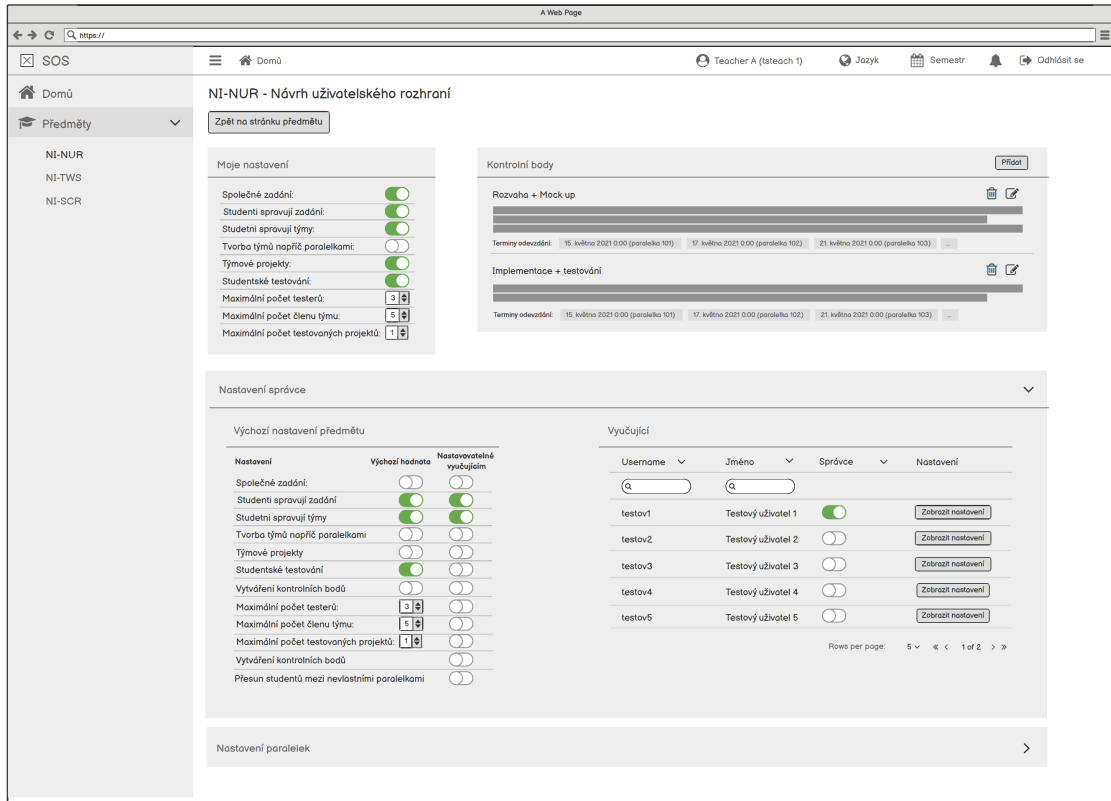 A Web Page
https://
SOS
Domů
Teacher A (tsteach 1)
Jazyk
Semestr
Odhlásit se
Domů
Předměty
NI-NUR
NI-TWS
NI-SCR
NI-NUR - Návrh uživatelského rozhraní
Zpět na stránku předmětu
Moje nastavení
Společné zadání:
Studenti spravují zadání:
Studetni spravují týmy:
Tvorba týmů napříč paralelkami:
Týmové projekty:
Studentské testování:
Maximální počet testerů: 3
Maximální počet členu týmu: 5
Maximální počet testovaných projektů: 1
Kontrolní body
Přidat
Rozvaha + Mock up
Terminy odevzdání: 15. května 2021 0:00 (paralelka 101) 17. května 2021 0:00 (paralelka 102) 21. května 2021 0:00 (paralelka 103) ...
Implementace + testování
Terminy odevzdání: 15. května 2021 0:00 (paralelka 101) 17. května 2021 0:00 (paralelka 102) 21. května 2021 0:00 (paralelka 103) ...
Nastavení správce
Výchozí nastavení předmětu
Nastavení Výchozí hodnota Nastavovatelné
vyučujícím
Společné zadání:
Studenti spravují zadání
Studetni spravují týmy
Tvorba týmů napříč paralelkami
Týmové projekty
Studentské testování
Vytváření kontrolních bodů
Maximální počet testerů: 3
Maximální počet členu týmu: 5
Maximální počet testovaných projektů: 1
Vytváření kontrolních bodů
Přesun studentů mezi nevlastními paralelkami
Vyučující
Username Jméno Správce Nastavení
testov1 Testový uživatel 1 Zobrazit nastavení
testov2 Testový uživatel 2 Zobrazit nastavení
testov3 Testový uživatel 3 Zobrazit nastavení
testov4 Testový uživatel 4 Zobrazit nastavení
testov5 Testový uživatel 5 Zobrazit nastavení
Rows per page: 5 « < 1 of 2 > »
Nastavení paralelek